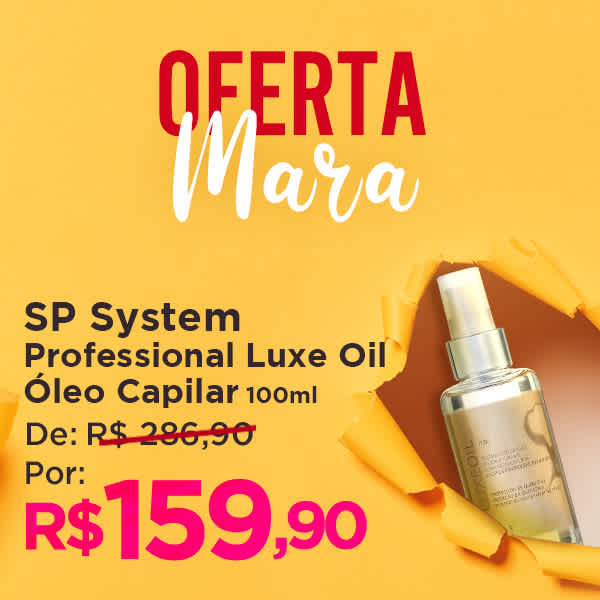 OFERTA
Mara
SP System
Professional Luxe Oil
Óleo Capilar 100ml
De: R$ 286,90
Por:
R$159,90